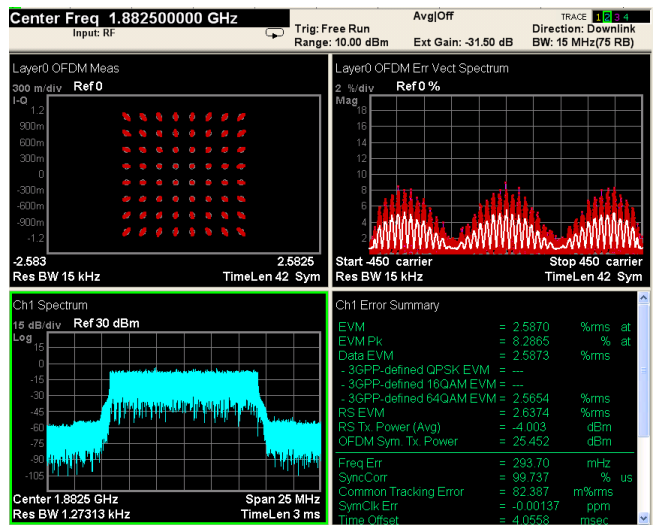 Center Freq 1.882500000 GHz
Input: RF
Trig: Free Run
Range: 10.00 dBm
Avg|Off
Ext Gain: -31.50 dB
TRACE 1 2 3 4
Direction: Downlink
BW: 15 MHz(75 RB)
Layer0 OFDM Meas
300 m/div Ref 0
I-Q
1.2
900m
600m
300m
0
-300m
-600m
-900m
-1.2
-2.583 2.5825
Res BW 15 kHz TimeLen 42 Sym
Layer0 OFDM Err Vect Spectrum
2 %/div Ref 0 %
Mag
18
16
14
12
10
8
6
4
2
Start -450 carrier Stop 450 carrier
Res BW 15 kHz TimeLen 42 Sym
Ch1 Spectrum
15 dB/div Ref 30 dBm
Log
15
0
-15
-30
-45
-60
-75
-90
-105
Center 1.8825 GHz Span 25 MHz
Res BW 1.27313 kHz TimeLen 3 ms
Ch1 Error Summary
EVM = 2.5870 %rms at
EVM Pk = 8.2865 % at
Data EVM = 2.5873 %rms
- 3GPP-defined QPSK EVM = ---
- 3GPP-defined 16QAM EVM = ---
- 3GPP-defined 64QAM EVM = 2.5654 %rms
RS EVM = 2.6374 %rms
RS Tx. Power (Avg) = -4.003 dBm
OFDM Sym. Tx. Power = 25.452 dBm
Freq Err = 293.70 mHz
SyncCorr = 99.737 % us
Common Tracking Error = 82.387 m%rms
SymClk Err = -0.00137 ppm
Time Offset = 4.0558 msec